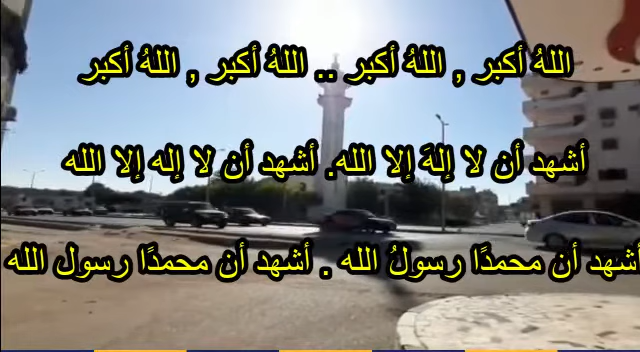 اللهُ أكبر , اللهُ أكبر .. اللهُ أكبر , اللهُ أكبر
أشهد أن لا إلهَ إلا الله. أشهد أن لا إله إلا الله
أشهد أن محمدًا رسولُ الله . أشهد أن محمدًا رسول الله